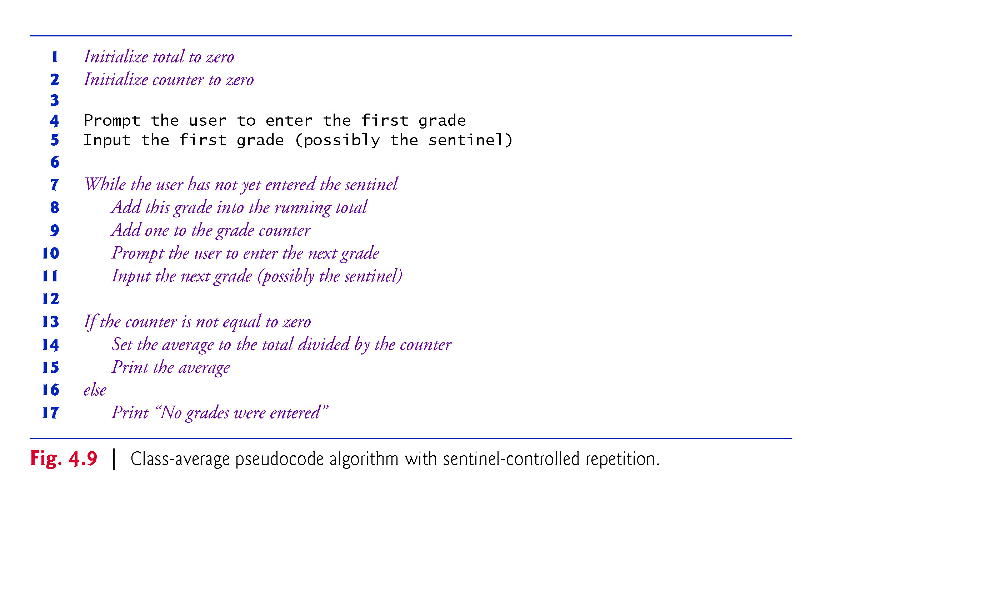 1 Initialize total to zero
2 Initialize counter to zero
3
4 Prompt the user to enter the first grade
5 Input the first grade (possibly the sentinel)
6
7 While the user has not yet entered the sentinel
8 Add this grade into the running total
9 Add one to the grade counter
10 Prompt the user to enter the next grade
11 Input the next grade (possibly the sentinel)
12
13 If the counter is not equal to zero
14 Set the average to the total divided by the counter
15 Print the average
16 else
17 Print “No grades were entered”
Fig. 4.9 | Class-average pseudocode algorithm with sentinel-controlled repetition.